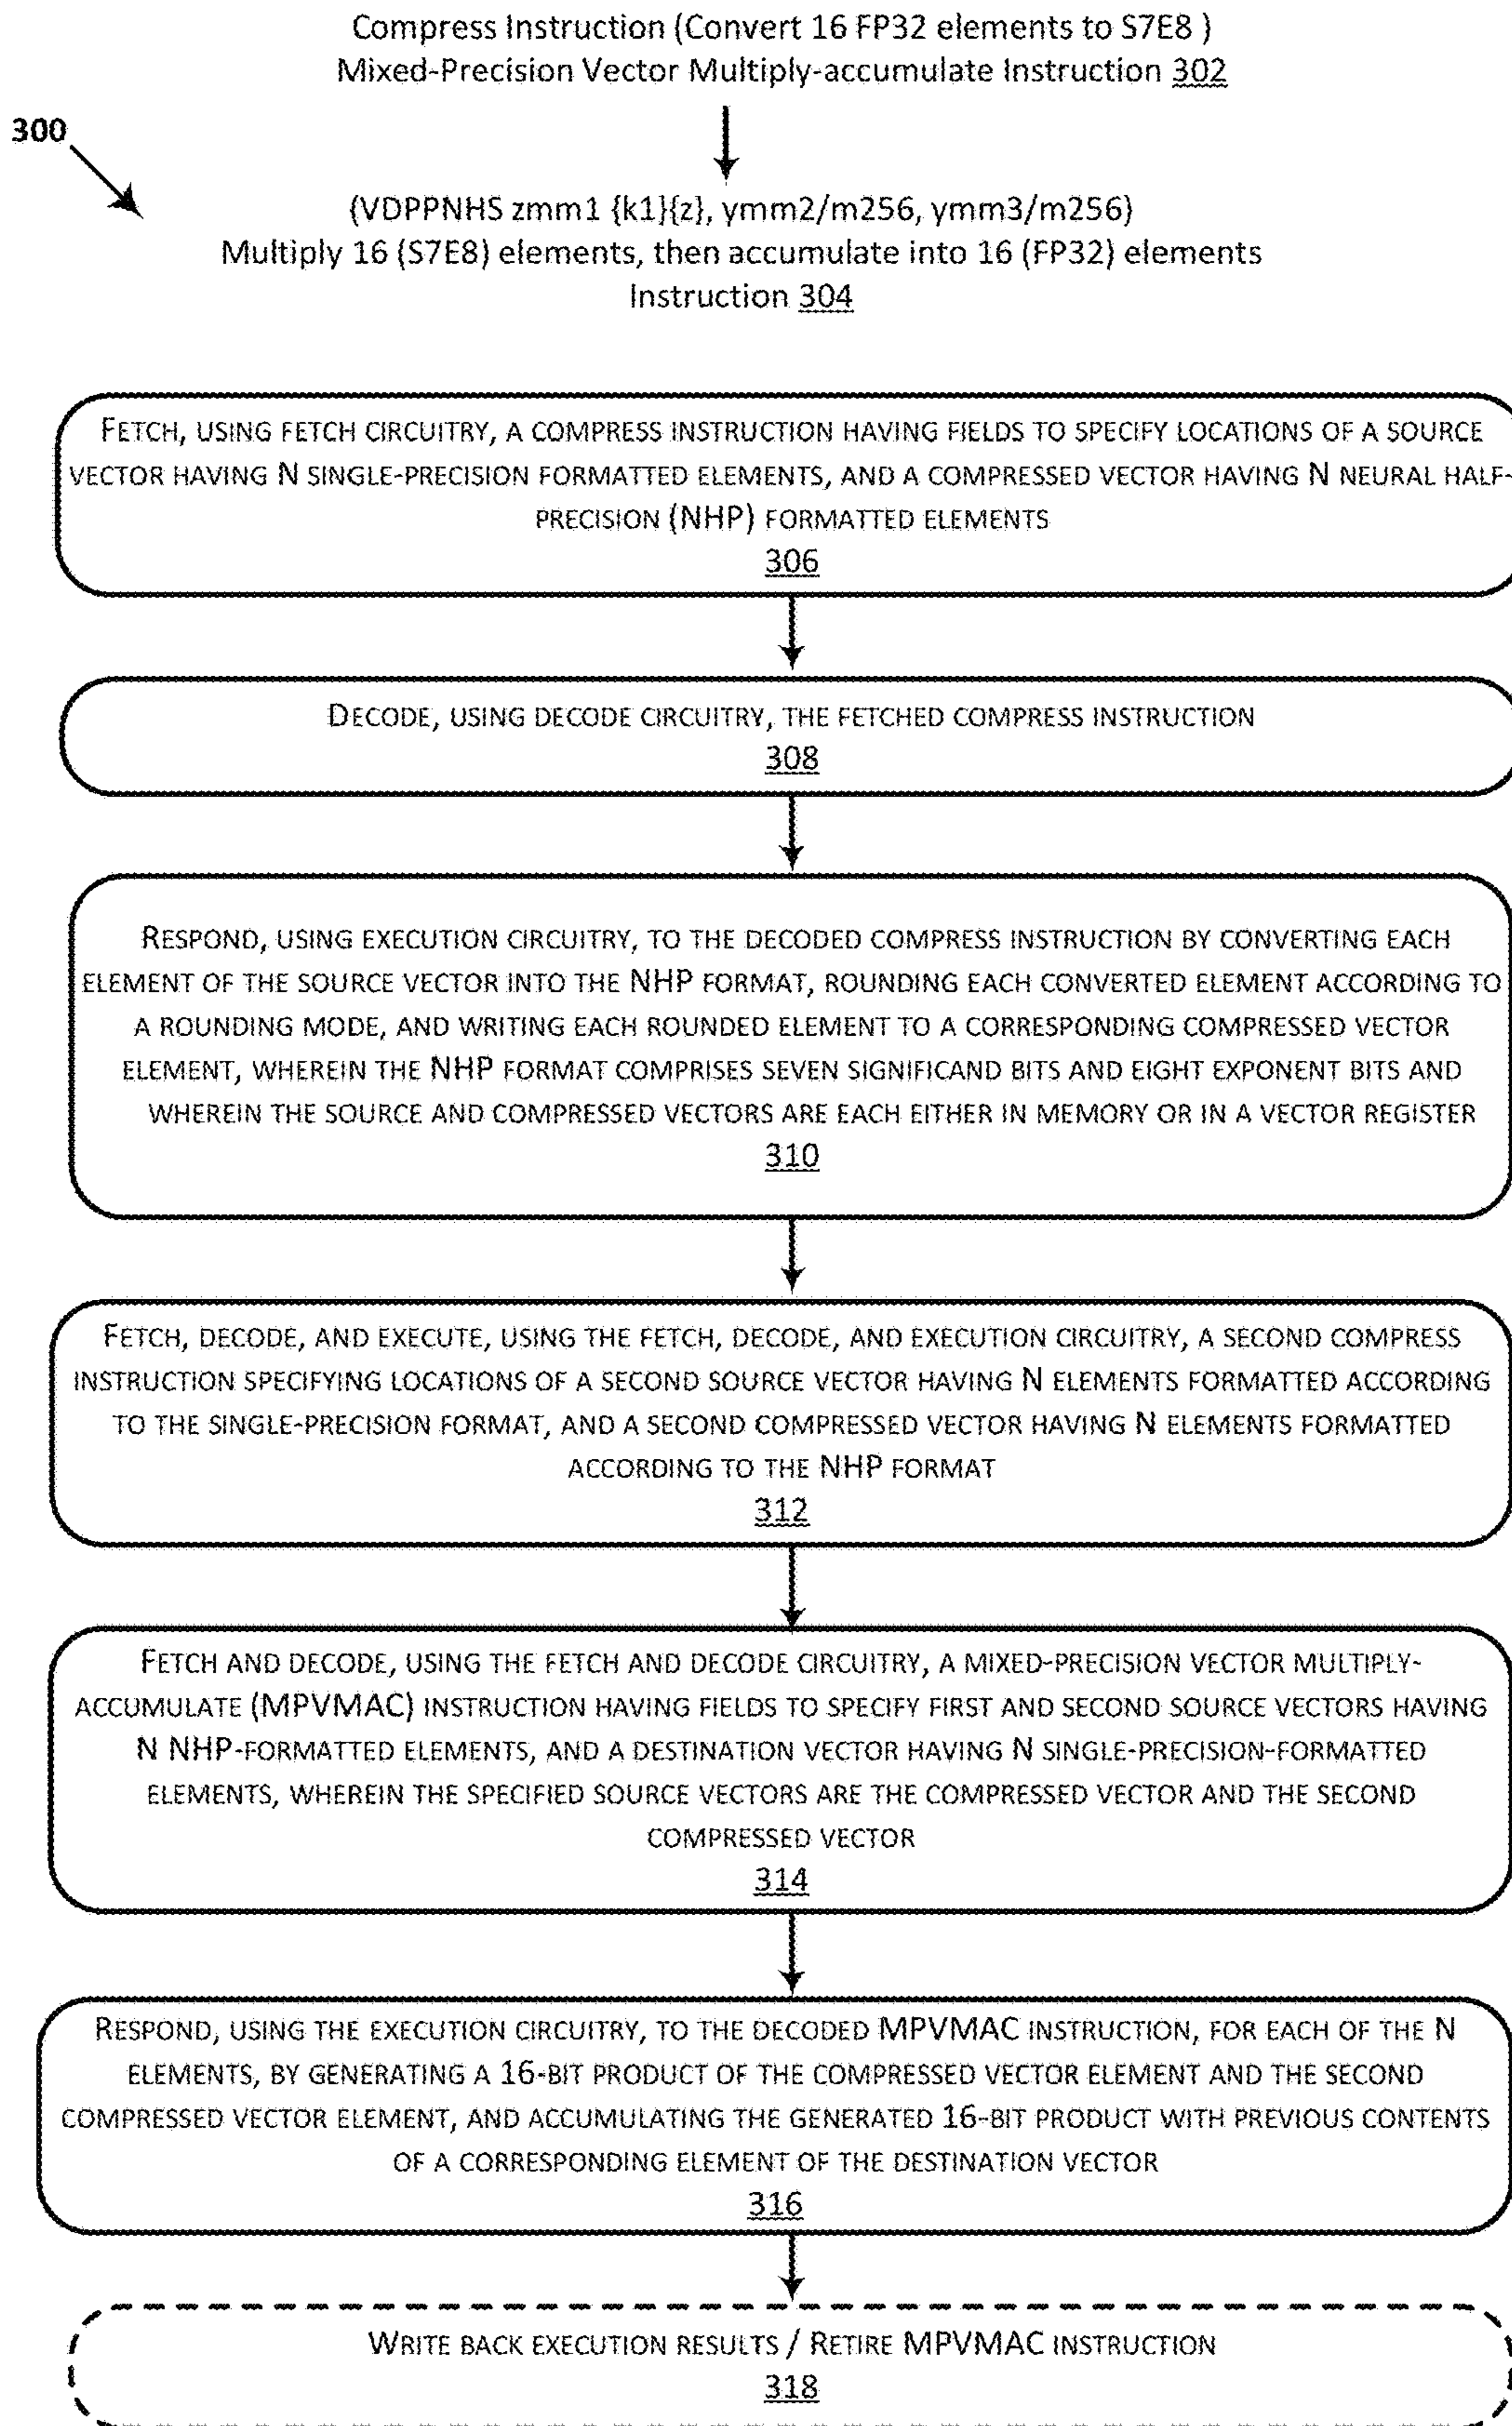 Compress Instruction (Convert 16 FP32 elements to S7E8 )
Mixed-Precision Vector Multiply-accumulate Instruction 302
300
(VDPPNHS zmm1 {k1}{z}, ymm2/m256, ymm3/m256)
Multiply 16 (S7E8) elements, then accumulate into 16 (FP32) elements
Instruction 304
FETCH, USING FETCH CIRCUITRY, A COMPRESS INSTRUCTION HAVING FIELDS TO SPECIFY LOCATIONS OF A SOURCE
VECTOR HAVING N SINGLE-PRECISION FORMATTED ELEMENTS, AND A COMPRESSED VECTOR HAVING N NEURAL HALF-
PRECISION (NHP) FORMATTED ELEMENTS
306
DECODE, USING DECODE CIRCUITRY, THE FETCHED COMPRESS INSTRUCTION
308
RESPOND, USING EXECUTION CIRCUITRY, TO THE DECODED COMPRESS INSTRUCTION BY CONVERTING EACH
ELEMENT OF THE SOURCE VECTOR INTO THE NHP FORMAT, ROUNDING EACH CONVERTED ELEMENT ACCORDING TO
A ROUNDING MODE, AND WRITING EACH ROUNDED ELEMENT TO A CORRESPONDING COMPRESSED VECTOR
ELEMENT, WHEREIN THE NHP FORMAT COMPRISES SEVEN SIGNIFICAND BITS AND EIGHT EXPONENT BITS AND
WHEREIN THE SOURCE AND COMPRESSED VECTORS ARE EACH EITHER IN MEMORY OR IN A VECTOR REGISTER
310
FETCH, DECODE, AND EXECUTE, USING THE FETCH, DECODE, AND EXECUTION CIRCUITRY, A SECOND COMPRESS
INSTRUCTION SPECIFYING LOCATIONS OF A SECOND SOURCE VECTOR HAVING N ELEMENTS FORMATTED ACCORDING
TO THE SINGLE-PRECISION FORMAT, AND A SECOND COMPRESSED VECTOR HAVING N ELEMENTS FORMATTED
ACCORDING TO THE NHP FORMAT
312
FETCH AND DECODE, USING THE FETCH AND DECODE CIRCUITRY, A MIXED-PRECISION VECTOR MULTIPLY-
ACCUMULATE (MPVMAC) INSTRUCTION HAVING FIELDS TO SPECIFY FIRST AND SECOND SOURCE VECTORS HAVING
N NHP-FORMATTED ELEMENTS, AND A DESTINATION VECTOR HAVING N SINGLE-PRECISION-FORMATTED
ELEMENTS, WHEREIN THE SPECIFIED SOURCE VECTORS ARE THE COMPRESSED VECTOR AND THE SECOND
COMPRESSED VECTOR
314
RESPOND, USING THE EXECUTION CIRCUITRY, TO THE DECODED MPVMAC INSTRUCTION, FOR EACH OF THE N
ELEMENTS, BY GENERATING A 16-BIT PRODUCT OF THE COMPRESSED VECTOR ELEMENT AND THE SECOND
COMPRESSED VECTOR ELEMENT, AND ACCUMULATING THE GENERATED 16-BIT PRODUCT WITH PREVIOUS CONTENTS
OF A CORRESPONDING ELEMENT OF THE DESTINATION VECTOR
316
WRITE BACK EXECUTION RESULTS / RETIRE MPVMAC INSTRUCTION
318